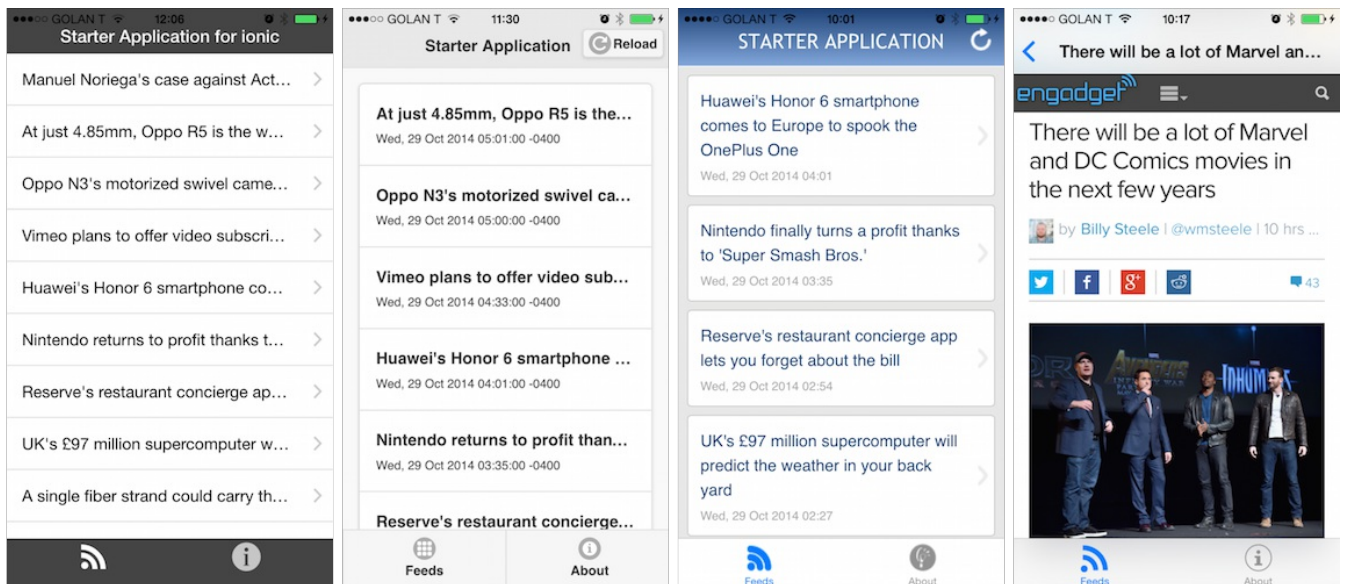 GOLAN T 12:06
Starter Application for ionic
Manuel Noriega's case against Act...
At just 4.85mm, Oppo R5 is the w...
Oppo N3's motorized swivel came...
Vimeo plans to offer video subscri...
Huawei's Honor 6 smartphone co...
Nintendo returns to profit thanks t...
Reserve's restaurant concierge ap...
UK's £97 million supercomputer w...
A single fiber strand could carry th...
GOLAN T 11:30
Starter Application Reload
At just 4.85mm, Oppo R5 is the...
Wed, 29 Oct 2014 05:01:00 -0400
Oppo N3's motorized swivel ca...
Wed, 29 Oct 2014 05:00:00 -0400
Vimeo plans to offer video sub...
Wed, 29 Oct 2014 04:33:00 -0400
Huawei's Honor 6 smartphone ...
Wed, 29 Oct 2014 04:01:00 -0400
Nintendo returns to profit than...
Wed, 29 Oct 2014 03:35:00 -0400
Reserve's restaurant concierge...
Feeds About
GOLAN T 10:01
STARTER APPLICATION
Huawei's Honor 6 smartphone
comes to Europe to spook the
OnePlus One
Wed, 29 Oct 2014 04:01
Nintendo finally turns a profit thanks
to 'Super Smash Bros.'
Wed, 29 Oct 2014 03:35
Reserve's restaurant concierge app
lets you forget about the bill
Wed, 29 Oct 2014 02:54
UK's £97 million supercomputer will
predict the weather in your back
yard
Wed, 29 Oct 2014 02:27
Feeds About
GOLAN T 10:17
There will be a lot of Marvel an...
engadget
There will be a lot of Marvel
and DC Comics movies in
the next few years
by Billy Steele | @wmsteele | 10 hrs ...
f g+ 43
AVENGERS
INFINITY WAR
INHUMANS
Feeds About